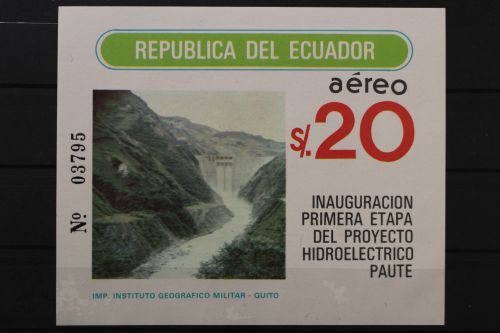 REPUBLICA DEL ECUADOR
aéreo
S/.20
Nº 03795
INAUGURACION
PRIMERA ETAPA
DEL PROYECTO
HIDROELECTRICO
PAUTE
IMP. INSTITUTO GEOGRAFICO MILITAR - QUITO